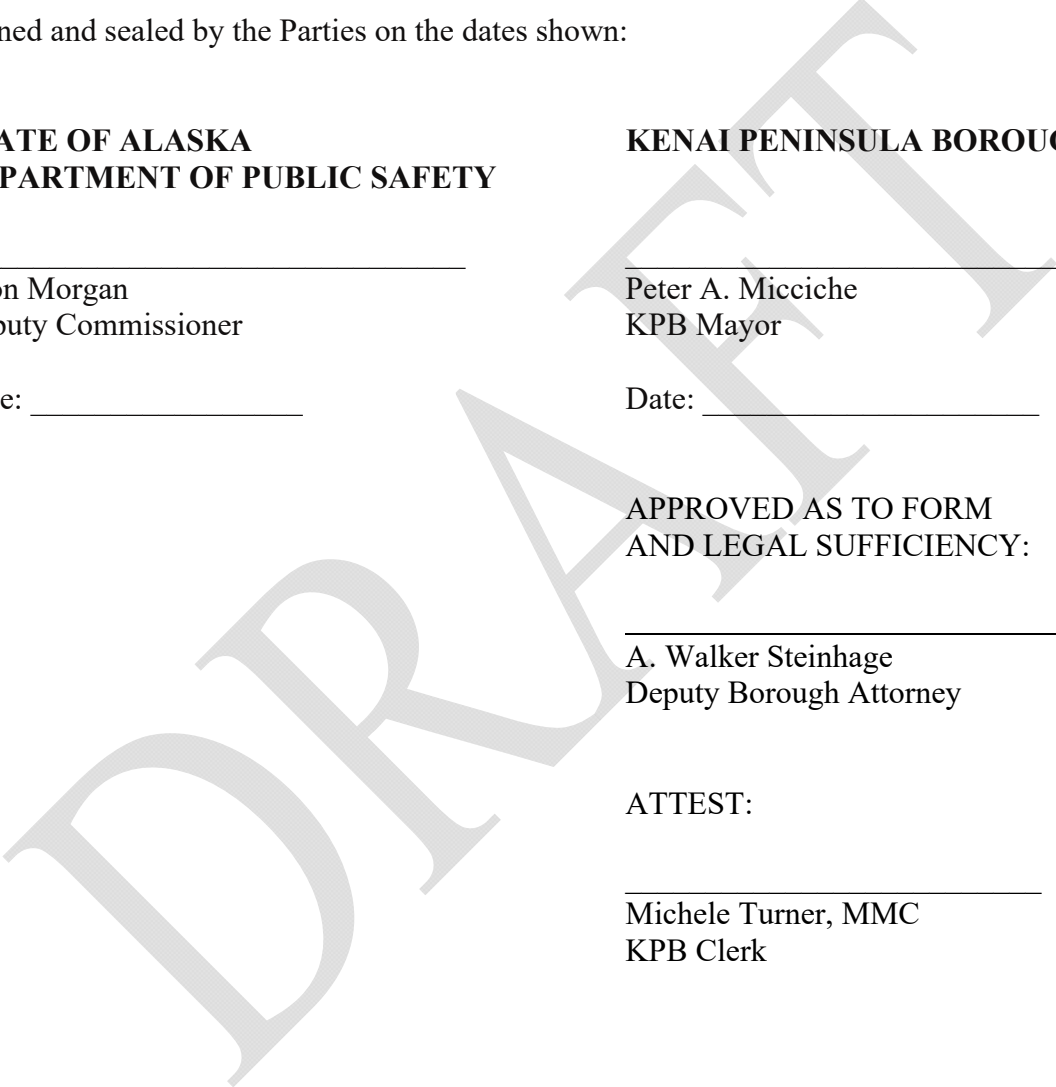 ned and sealed by the Parties on the dates shown:
ATE OF ALASKA
PARTMENT OF PUBLIC SAFETY
on Morgan
puty Commissioner
e: _________________
KENAI PENINSULA BOROUG
Peter A. Micciche
KPB Mayor
Date: _____________________
APPROVED AS TO FORM
AND LEGAL SUFFICIENCY:
A. Walker Steinhage
Deputy Borough Attorney
ATTEST:
Michele Turner, MMC
KPB Clerk
DRAFT